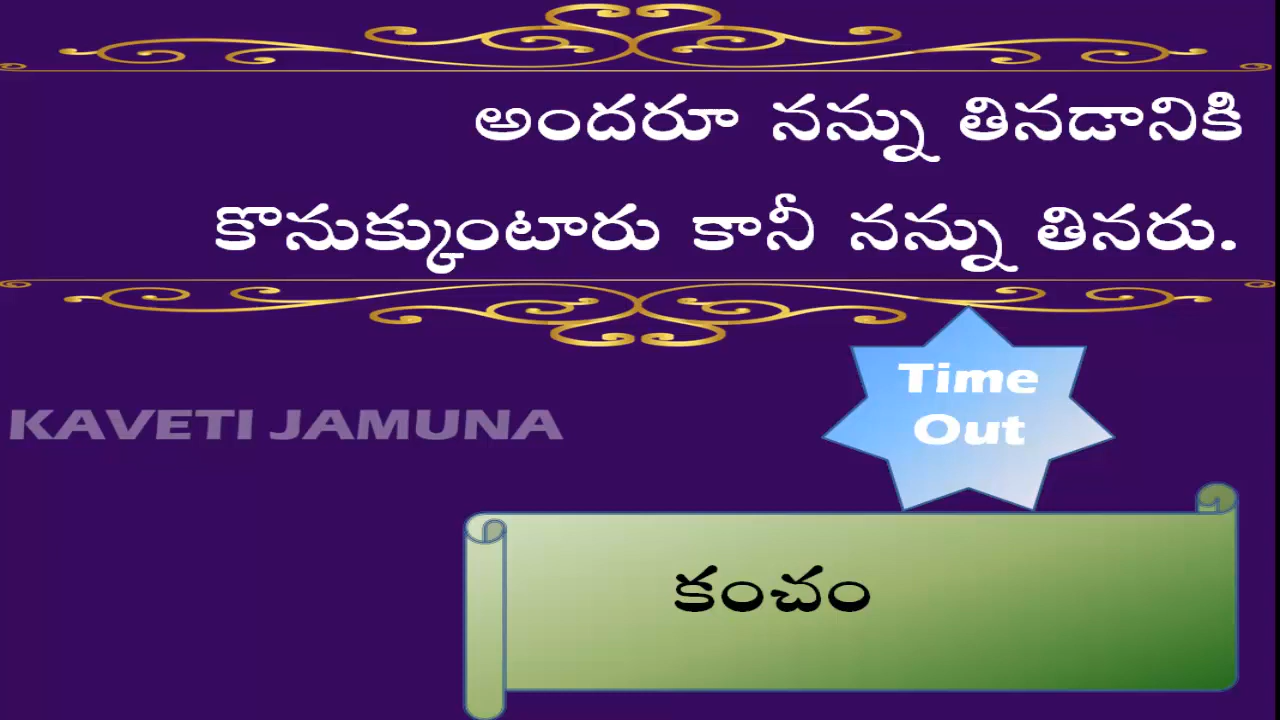 అందరూ నన్ను తినడానికి
కొనుక్కుంటారు కానీ నన్ను తినరు.
Time
Out
KAVETI JAMUNA
కంచం